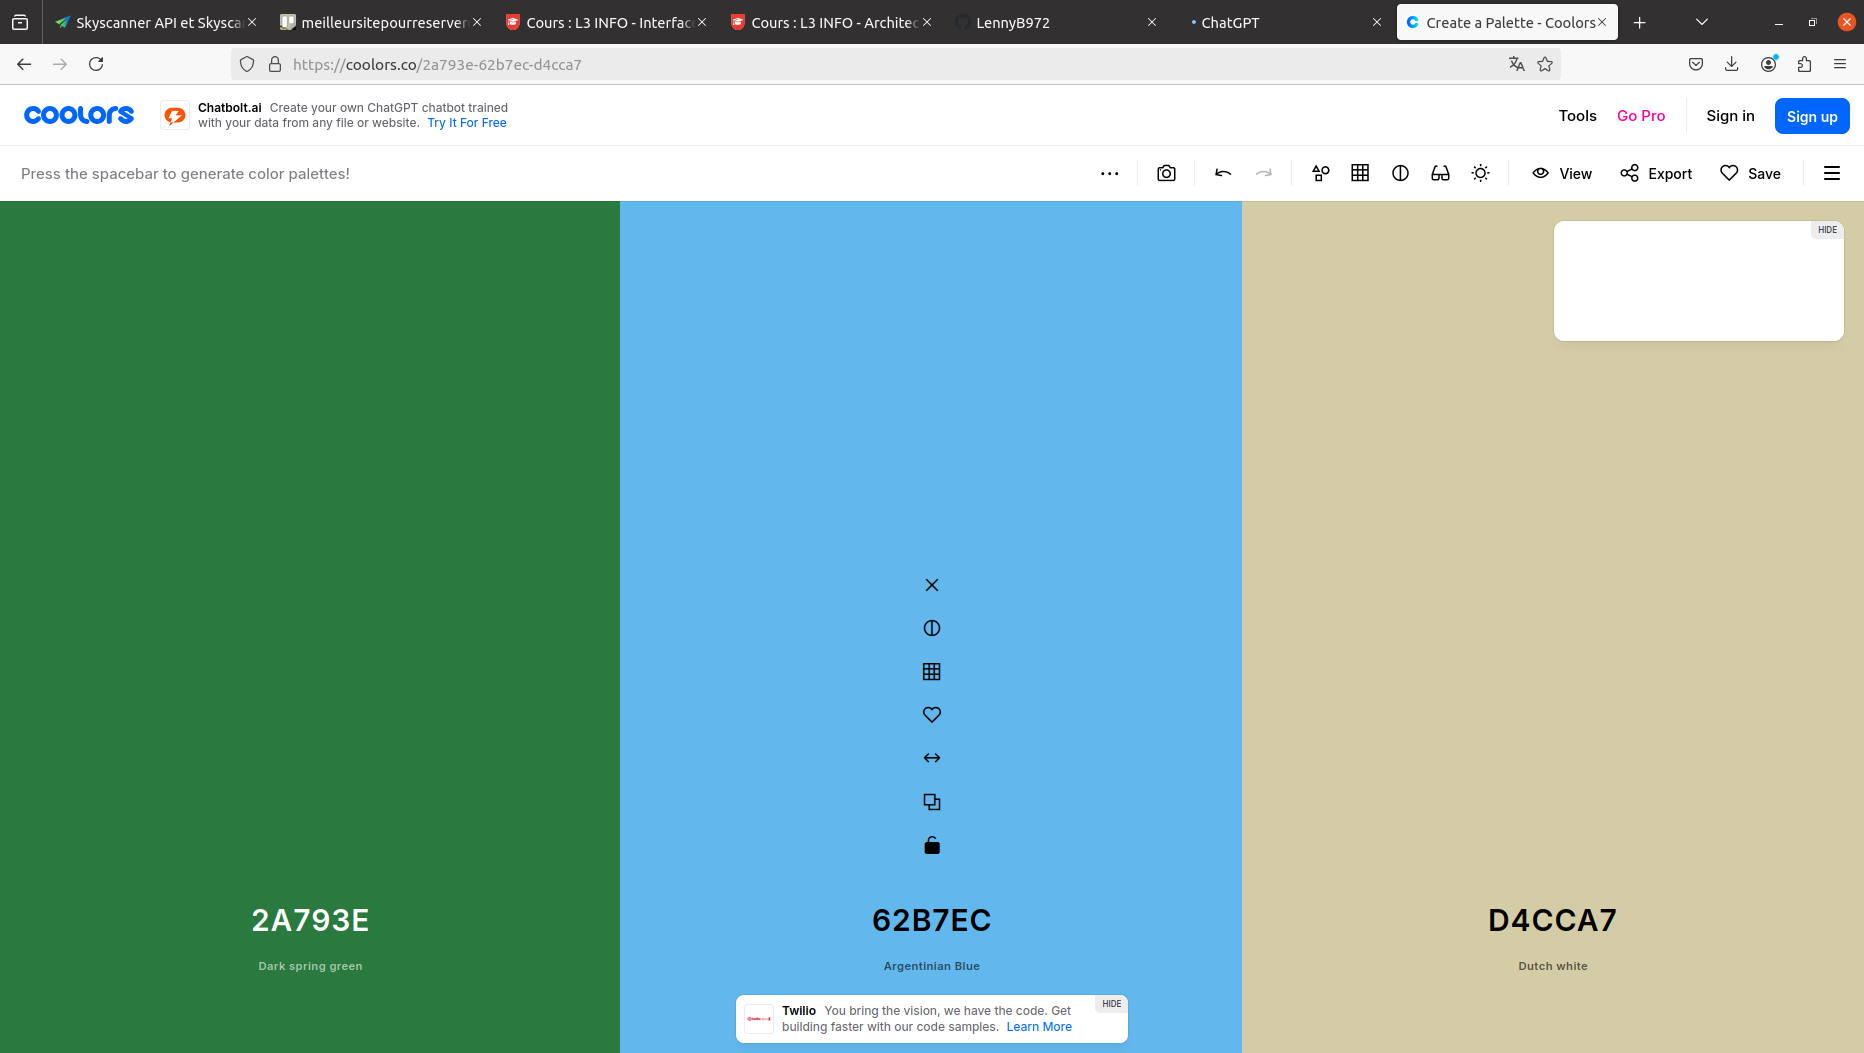 Skyscanner API et Skysca
meilleursitepourreserver
Cours : L3 INFO - Interfac
Cours : L3 INFO - Architec
LennyB972
ChatGPT
Create a Palette - Coolors
https://coolors.co/2a793e-62b7ec-d4cca7
coolors
Chatbolt.ai Create your own ChatGPT chatbot trained
with your data from any file or website. Try It For Free
Tools
Go Pro
Sign in
Sign up
Press the spacebar to generate color palettes!
View
Export
Save
HIDE
2A793E
Dark spring green
62B7EC
Argentinian Blue
D4CCA7
Dutch white
HIDE
Twilio You bring the vision, we have the code. Get
building faster with our code samples. Learn More